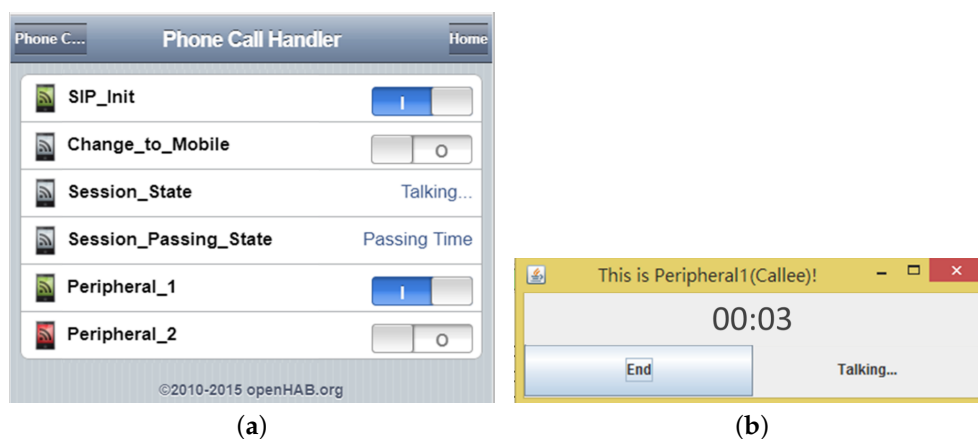 Phone C... Phone Call Handler Home
SIP_Init I
Change_to_Mobile O
Session_State Talking...
Session_Passing_State Passing Time
Peripheral_1 I
Peripheral_2 O
©2010-2015 openHAB.org
(a)
This is Peripheral1(Callee)!
00:03
End Talking...
(b)